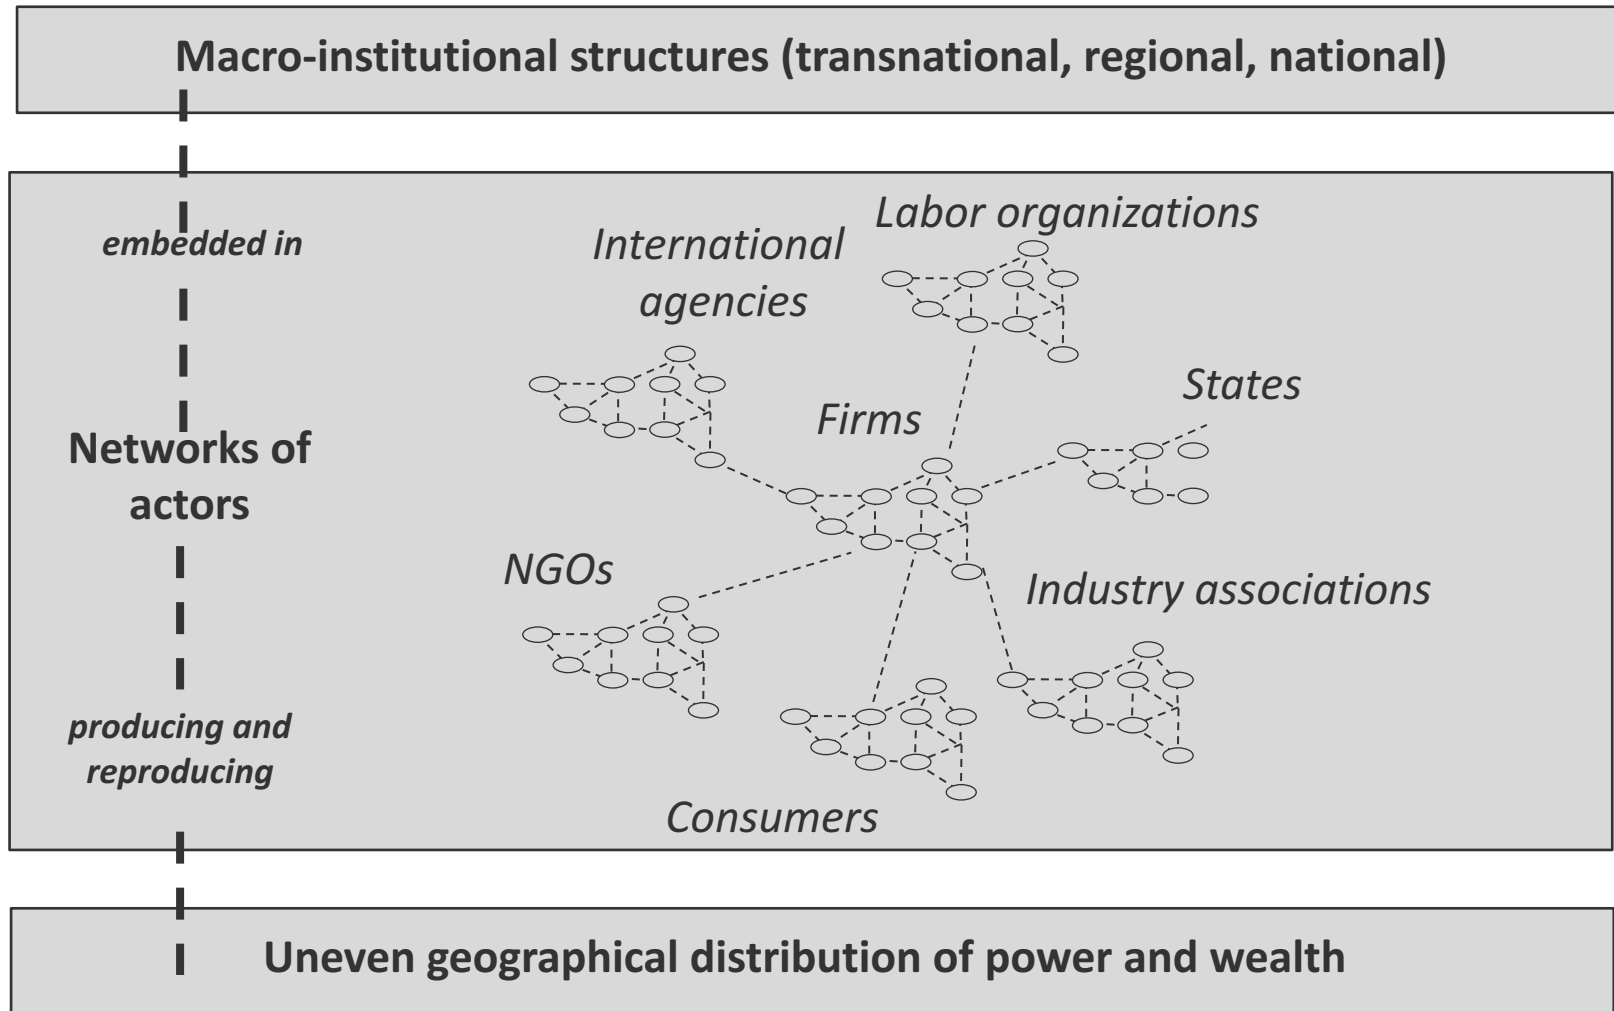 Macro-institutional structures (transnational, regional, national)
embedded in
Networks of
actors
producing and
reproducing
Labor organizations
International
agencies
States
Firms
NGOs
Industry associations
Consumers
Uneven geographical distribution of power and wealth